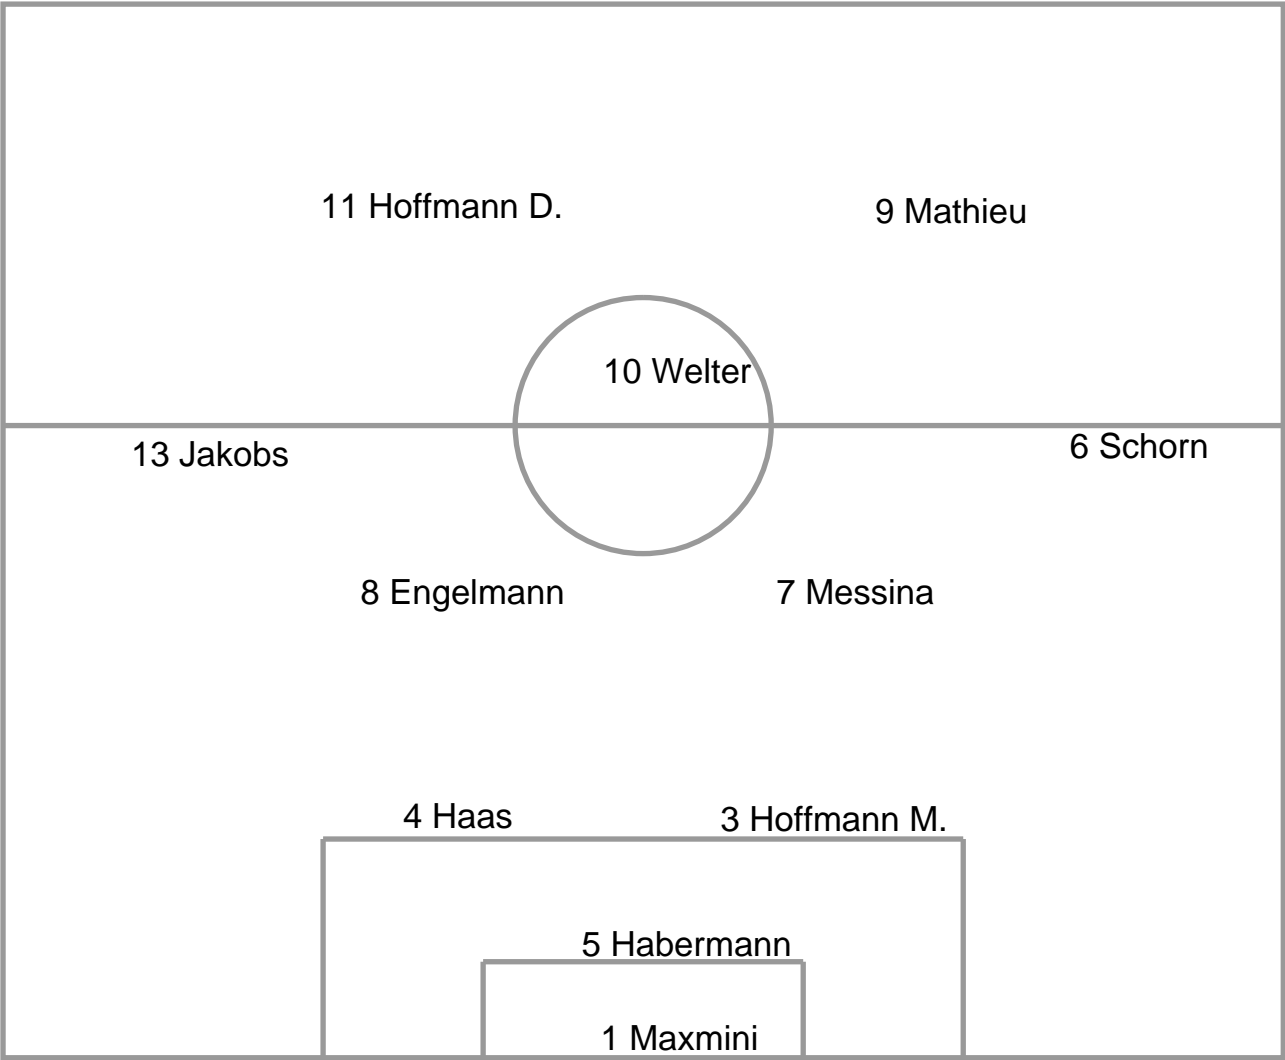 11 Hoffmann D.
9 Mathieu
10 Welter
13 Jakobs
6 Schorn
8 Engelmann
7 Messina
4 Haas
3 Hoffmann M.
5 Habermann
1 Maxmini